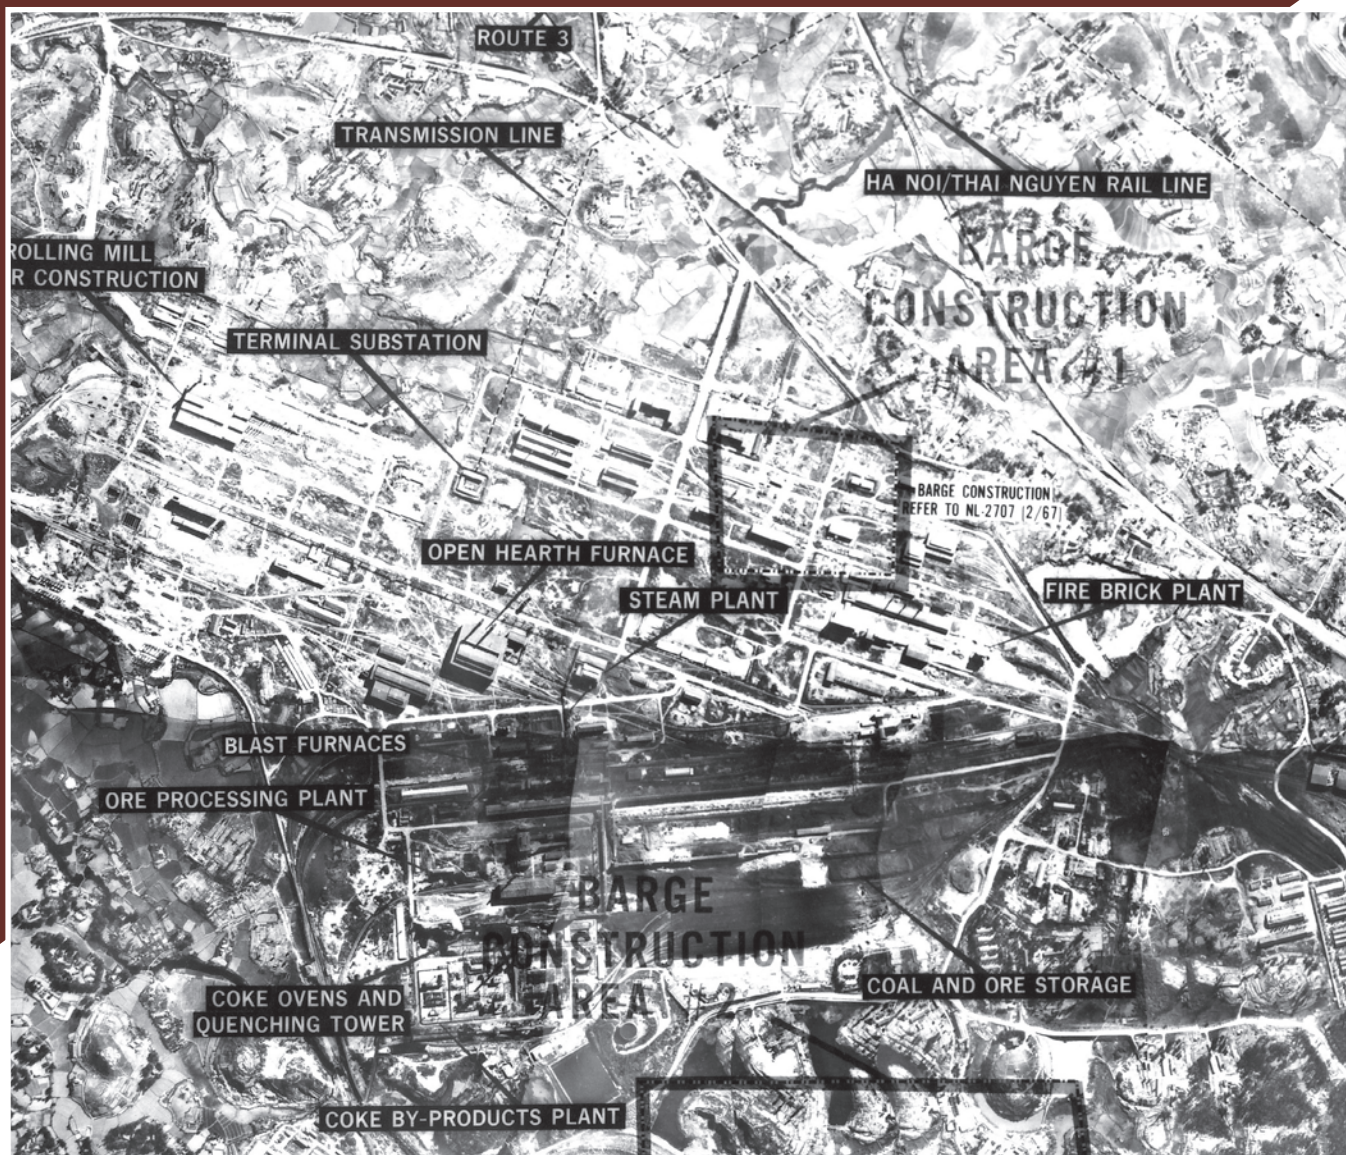 ROUTE 3
TRANSMISSION LINE
HA NOI/THAI NGUYEN RAIL LINE
BARGE
CONSTRUCTION
AREA #1
ROLLING MILL
R CONSTRUCTION
TERMINAL SUBSTATION
BARGE CONSTRUCTION
REFER TO NL-2707 (2/67)
OPEN HEARTH FURNACE
STEAM PLANT
FIRE BRICK PLANT
BLAST FURNACES
ORE PROCESSING PLANT
BARGE
CONSTRUCTION
AREA #2
COAL AND ORE STORAGE
COKE OVENS AND
QUENCHING TOWER
COKE BY-PRODUCTS PLANT